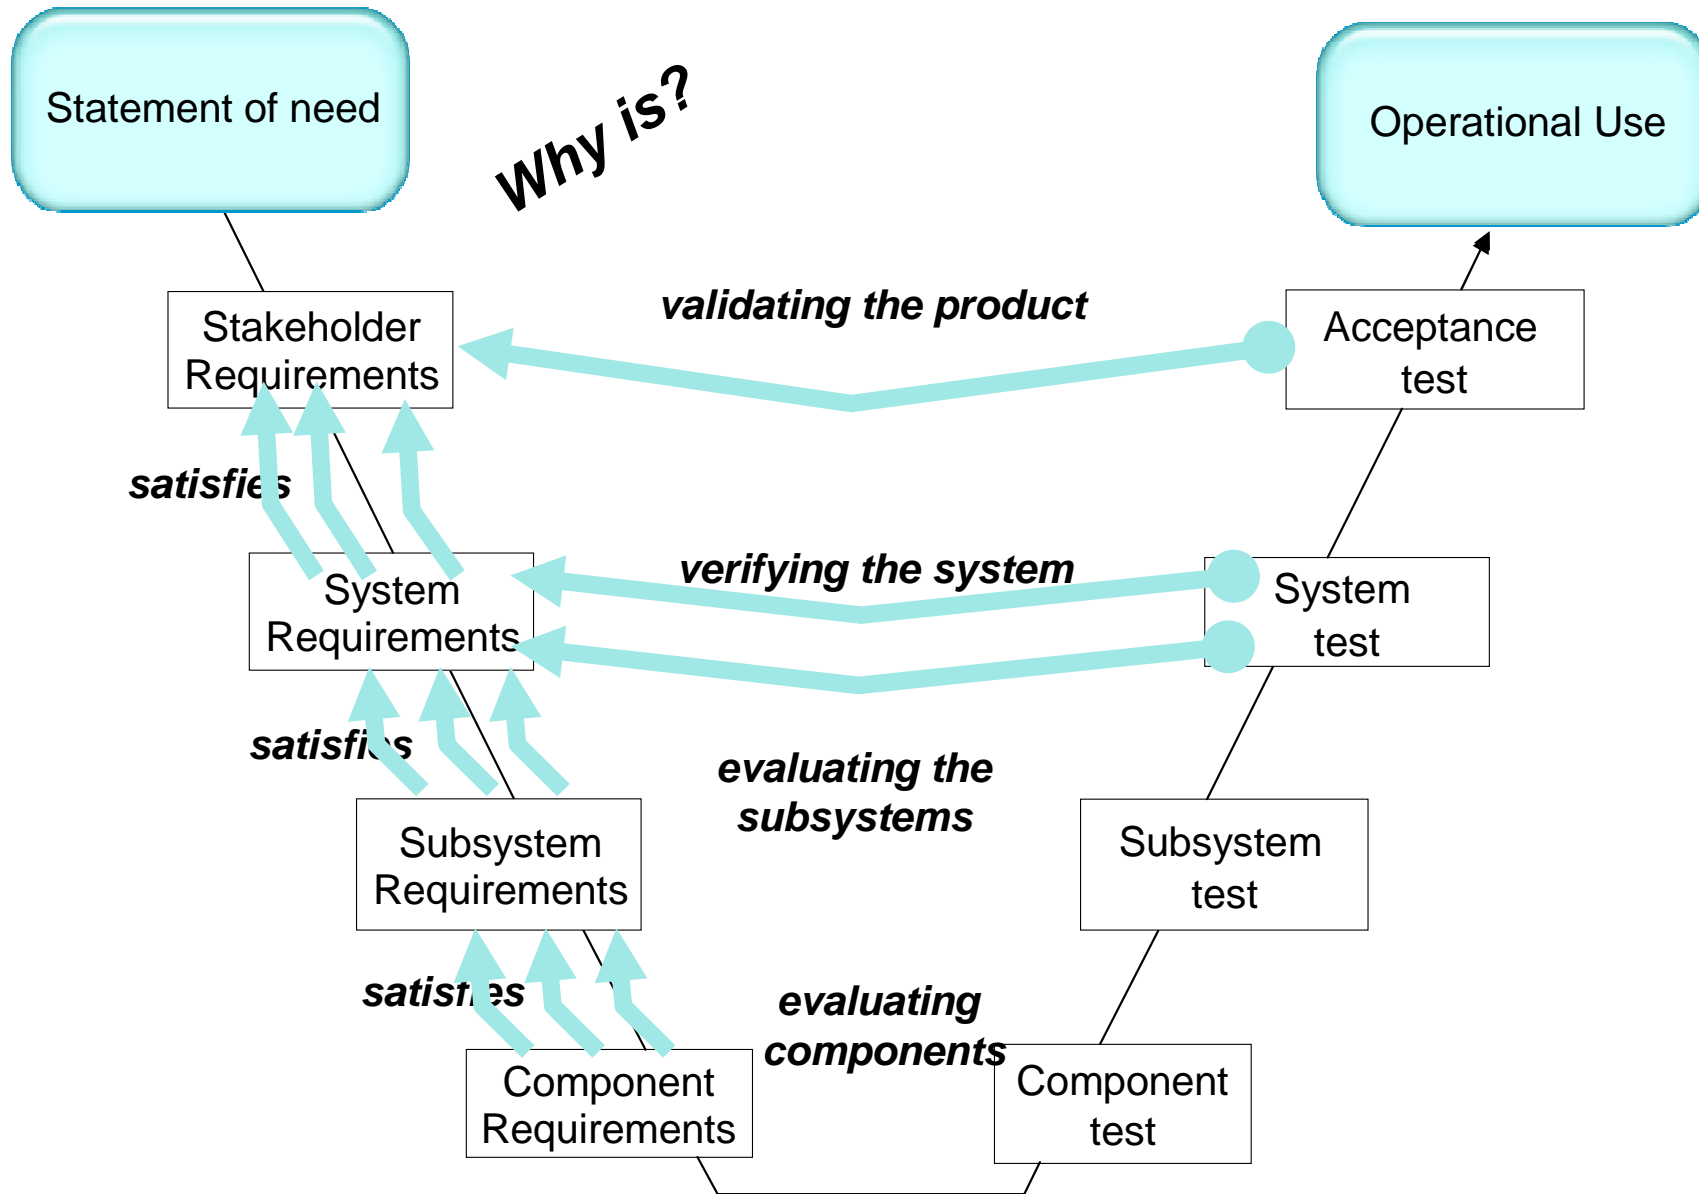 Statement of need
Why is?
Operational Use
validating the product
Stakeholder
Requirements
Acceptance
test
satisfies
verifying the system
System
Requirements
System
test
satisfies
evaluating the
subsystems
Subsystem
Requirements
Subsystem
test
satisfies
evaluating
components
Component
Requirements
Component
test